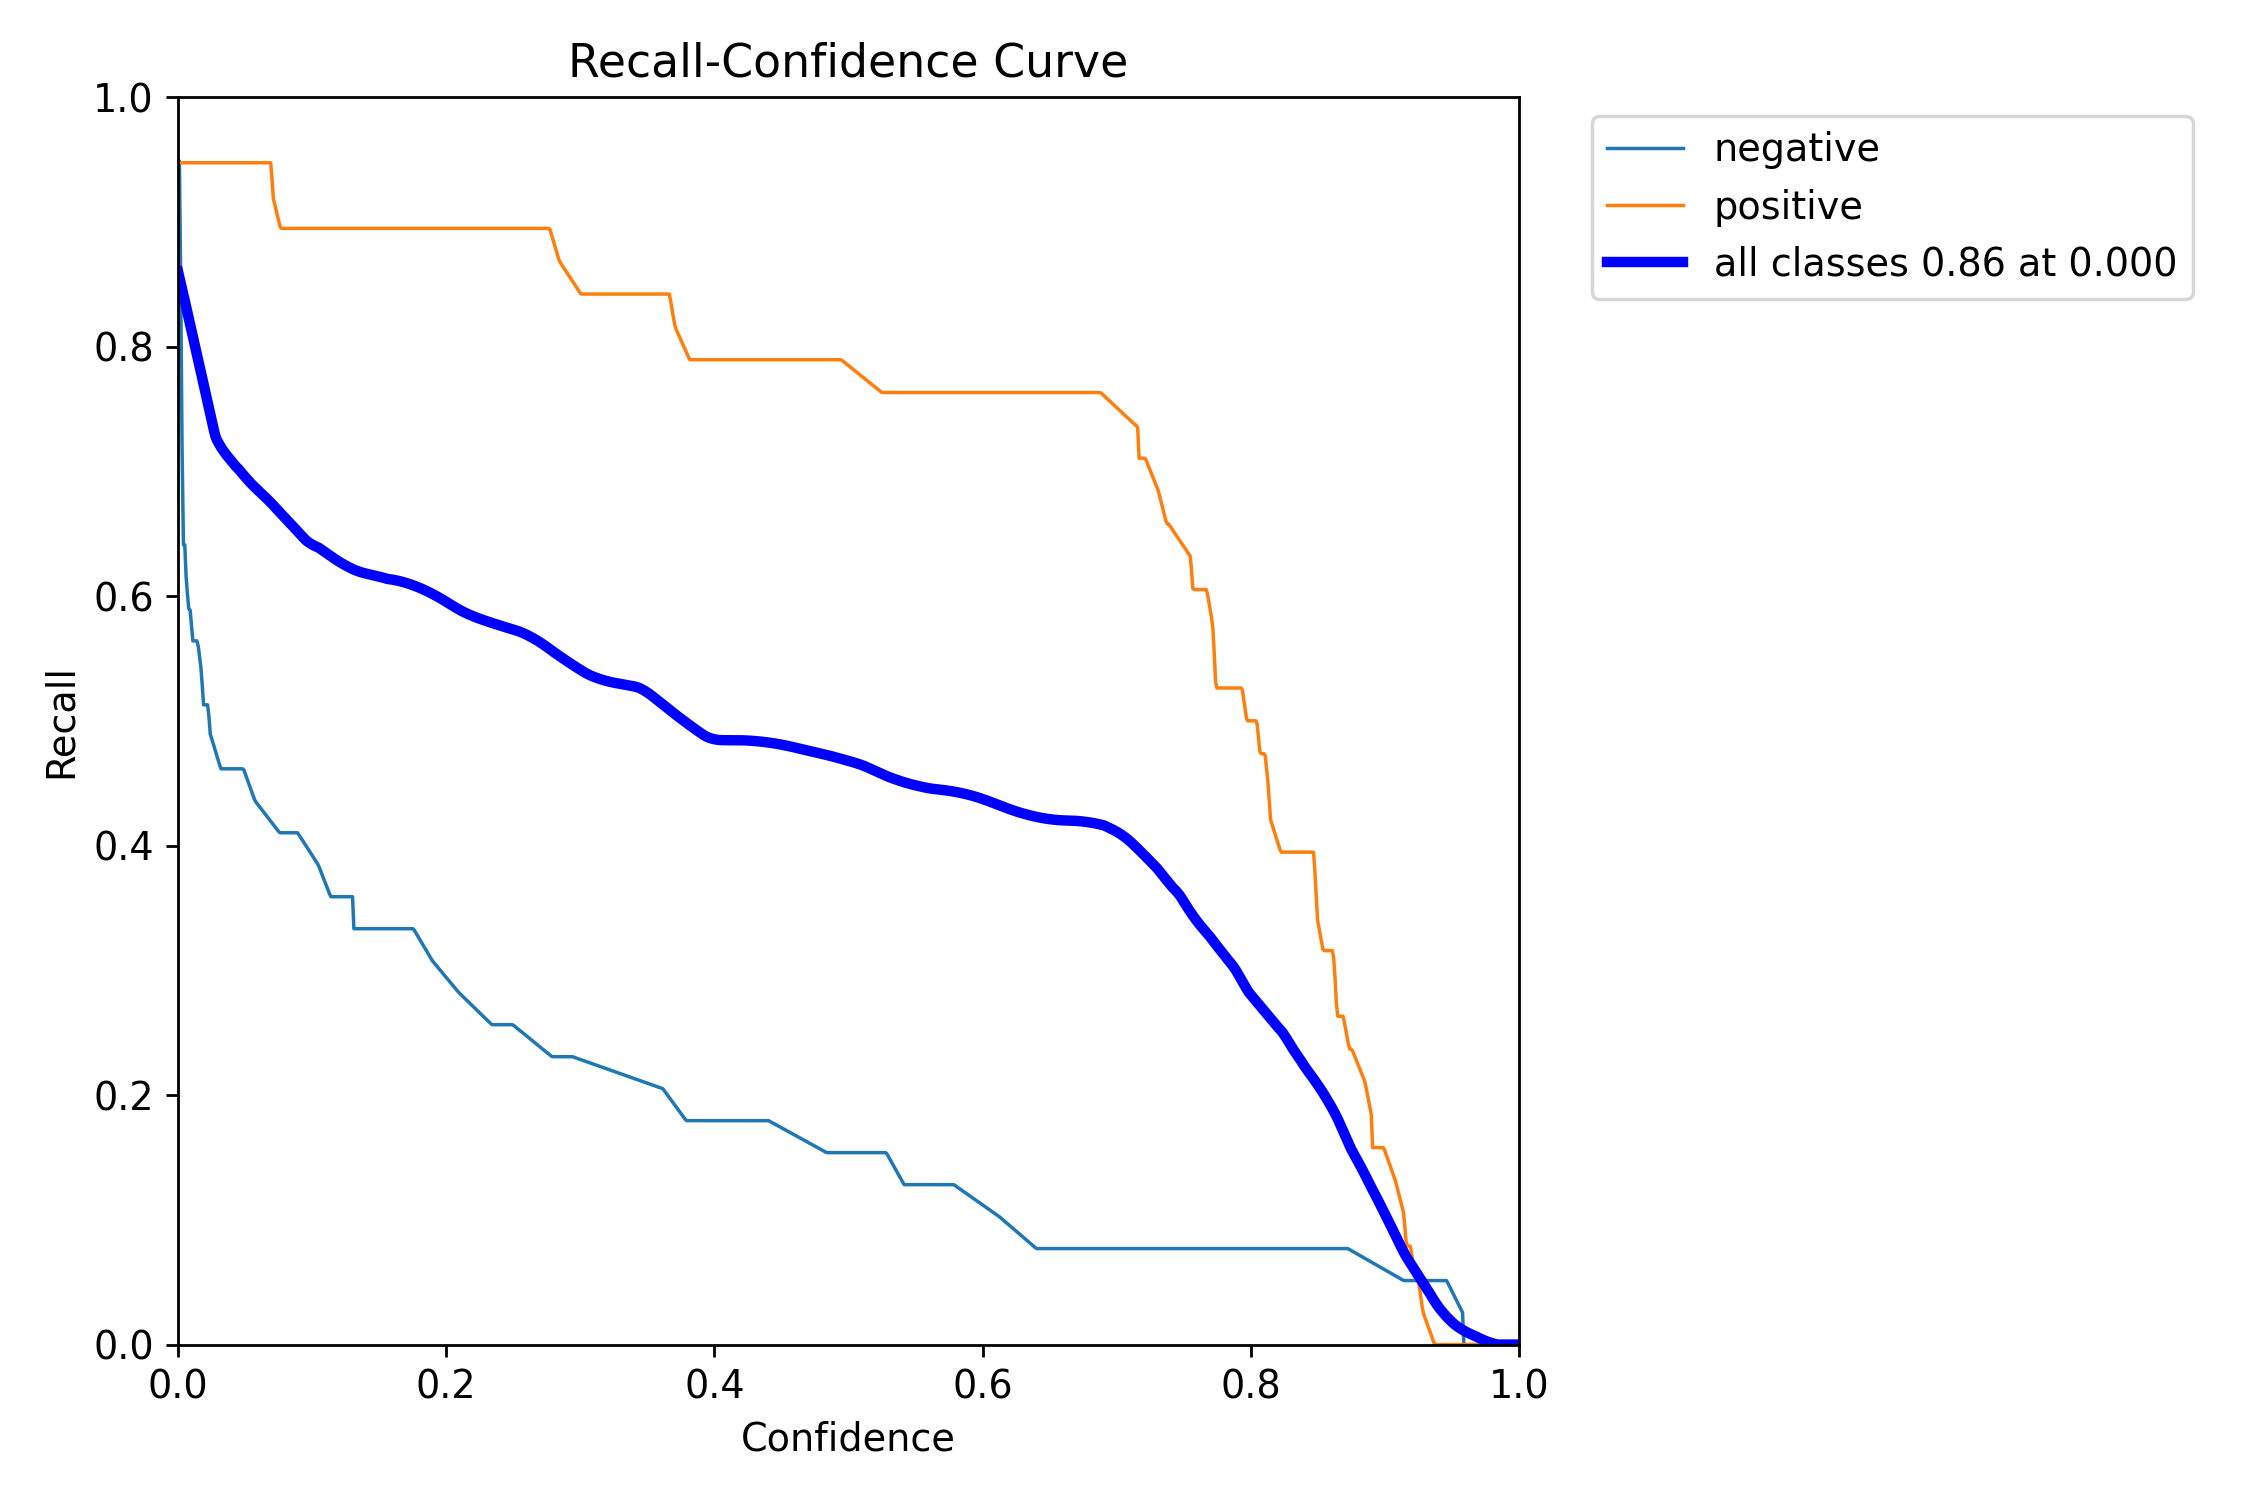 Recall-Confidence Curve
1.0
0.8
0.6
0.4
0.2
0.0
Recall
0.0 0.2 0.4 0.6 0.8 1.0
Confidence
negative
positive
all classes 0.86 at 0.000